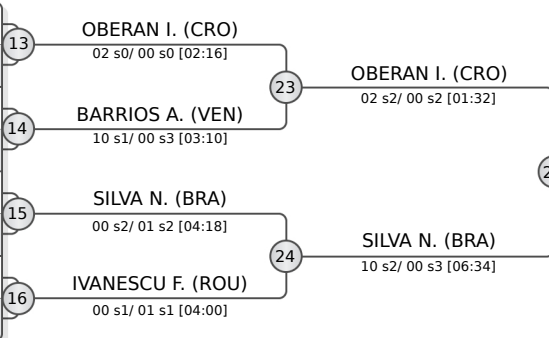 OBERAN I. (CRO)
13
02 s0/ 00 s0 [02:16]
OBERAN I. (CRO)
23
02 s2/ 00 s2 [01:32]
BARRIOS A. (VEN)
14
10 s1/ 00 s3 [03:10]
SILVA N. (BRA)
15
00 s2/ 01 s2 [04:18]
SILVA N. (BRA)
24
10 s2/ 00 s3 [06:34]
IVANESCU F. (ROU)
16
00 s1/ 01 s1 [04:00]